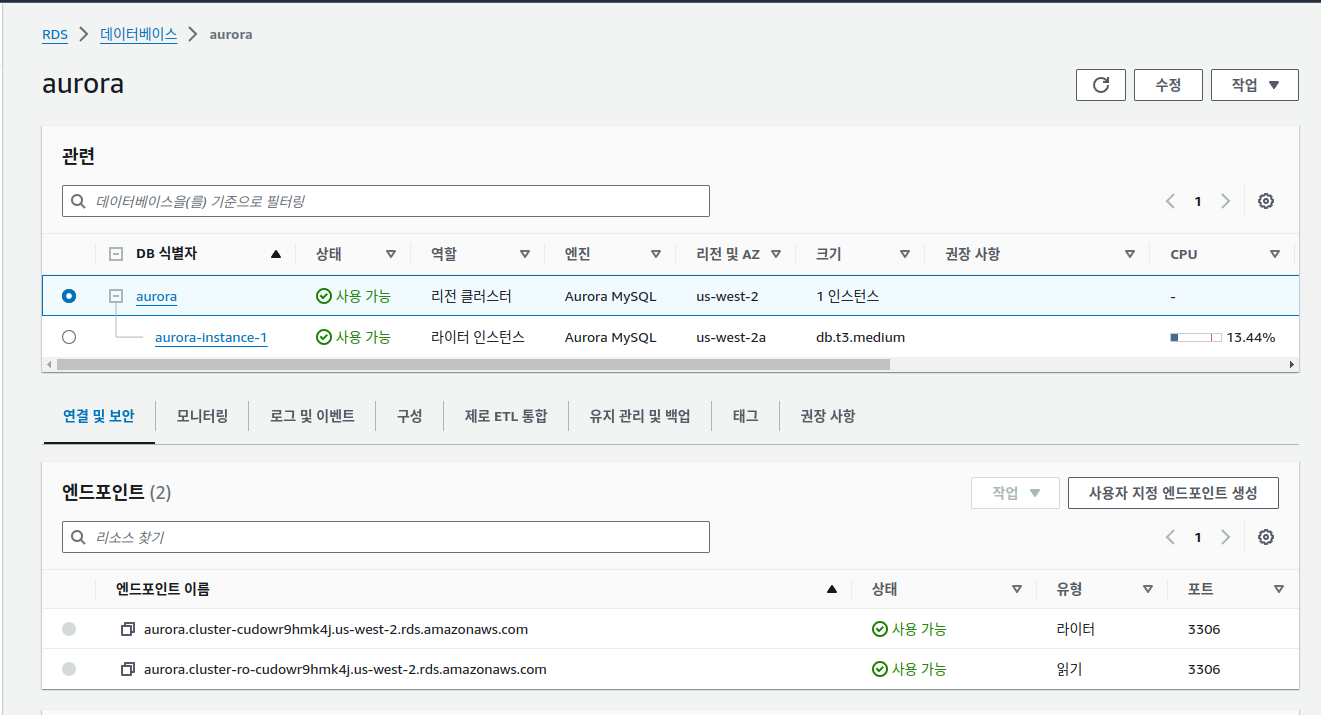 RDS 데이터베이스 aurora
aurora
수정 작업
관련
데이터베이스을(를) 기준으로 필터링
1
DB 식별자 상태 역할 엔진 리전 및 AZ 크기 권장 사항 CPU
aurora 사용 가능 리전 클러스터 Aurora MySQL us-west-2 1 인스턴스 -
aurora-instance-1 사용 가능 라이터 인스턴스 Aurora MySQL us-west-2a db.t3.medium 13.44%
연결 및 보안 모니터링 로그 및 이벤트 구성 제로 ETL 통합 유지 관리 및 백업 태그 권장 사항
엔드포인트 (2)
작업 사용자 지정 엔드포인트 생성
리소스 찾기
1
엔드포인트 이름 상태 유형 포트
aurora.cluster-cudowr9hmk4j.us-west-2.rds.amazonaws.com 사용 가능 라이터 3306
aurora.cluster-ro-cudowr9hmk4j.us-west-2.rds.amazonaws.com 사용 가능 읽기 3306